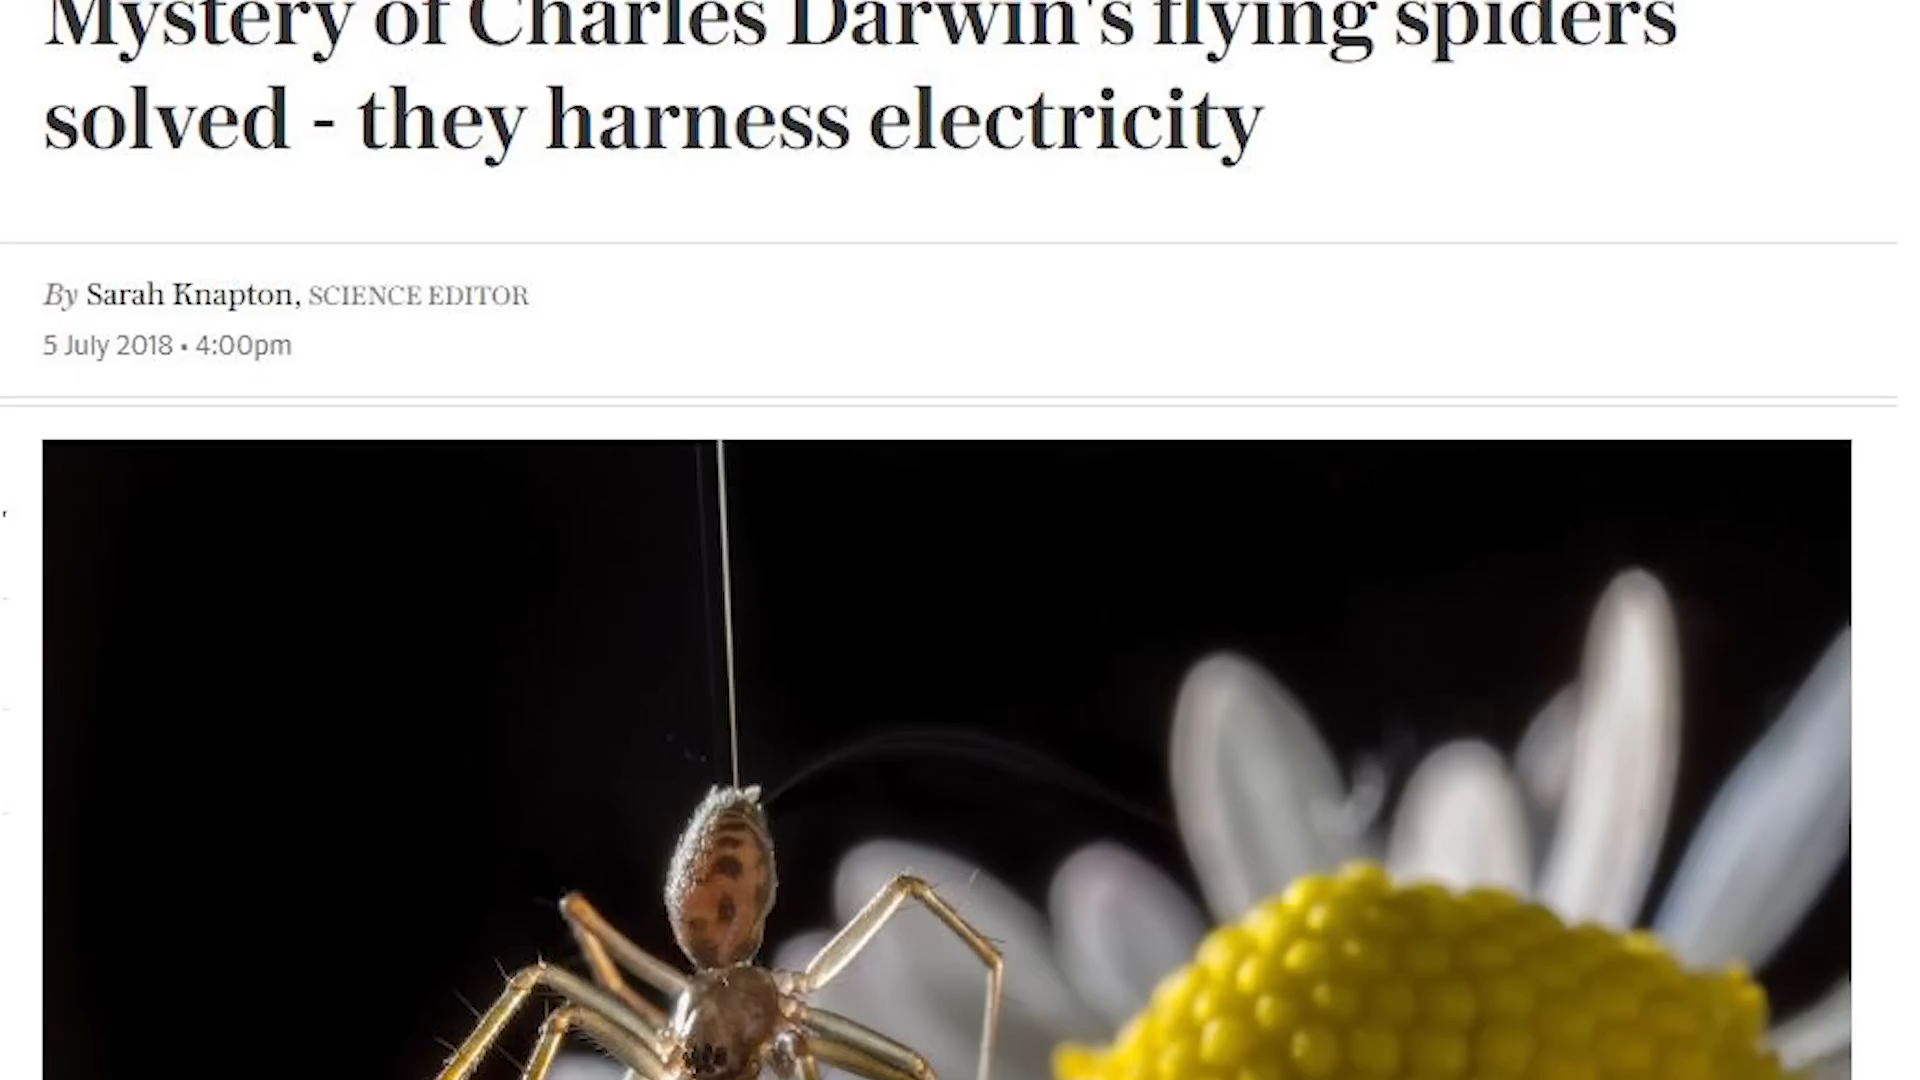 Mystery of Charles Darwin's flying spiders
solved - they harness electricity
By Sarah Knapton, SCIENCE EDITOR
5 July 2018 • 4:00pm